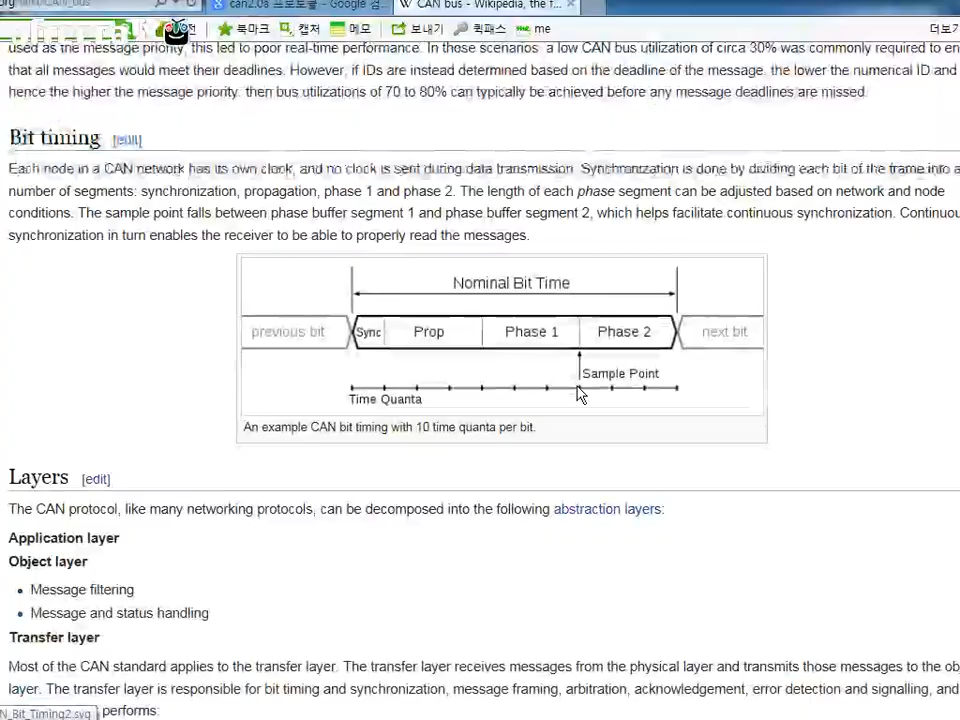 can2.0a 프로토콜 - Google 검...
CAN bus - Wikipedia, the f...
북마크 캡처 메모 보내기 퀵패스 me 더보기
used as the message priority, this led to poor real-time performance. In those scenarios a low CAN bus utilization of circa 30% was commonly required to en
that all messages would meet their deadlines. However, if IDs are instead determined based on the deadline of the message, the lower the numerical ID and
hence the higher the message priority, then bus utilizations of 70 to 80% can typically be achieved before any message deadlines are missed.
Bit timing [edit]
Each node in a CAN network has its own clock, and no clock is sent during data transmission. Synchronization is done by dividing each bit of the frame into a
number of segments: synchronization, propagation, phase 1 and phase 2. The length of each phase segment can be adjusted based on network and node
conditions. The sample point falls between phase buffer segment 1 and phase buffer segment 2, which helps facilitate continuous synchronization. Continuou
synchronization in turn enables the receiver to be able to properly read the messages.
Nominal Bit Time
previous bit Sync Prop Phase 1 Phase 2 next bit
Sample Point
Time Quanta
An example CAN bit timing with 10 time quanta per bit.
Layers [edit]
The CAN protocol, like many networking protocols, can be decomposed into the following abstraction layers:
Application layer
Object layer
• Message filtering
• Message and status handling
Transfer layer
Most of the CAN standard applies to the transfer layer. The transfer layer receives messages from the physical layer and transmits those messages to the obj
layer. The transfer layer is responsible for bit timing and synchronization, message framing, arbitration, acknowledgement, error detection and signalling, and
N_Bit_Timing2.svg performs: